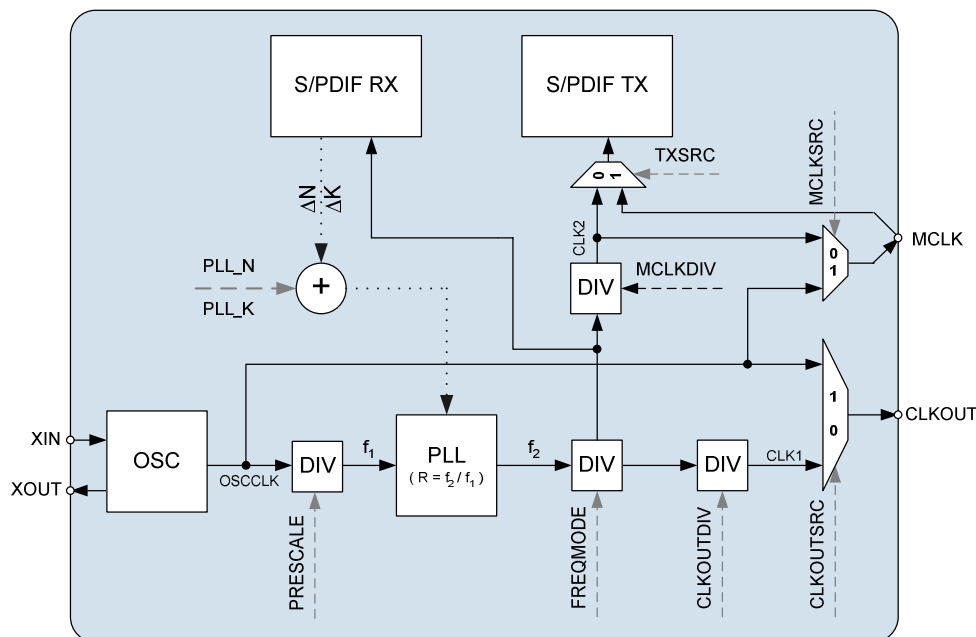 S/PDIF RX
S/PDIF TX
TXSRC
MCLKSRC
0
1
ΔN
ΔK
CLK2
0
1
MCLK
PLL_N
PLL_K
+
DIV
MCLKDIV
XIN
XOUT
OSC
OSCCLK
DIV
f1
PLL
( R = f2 / f1 )
f2
DIV
DIV
CLK1
1
0
CLKOUT
PRESCALE
FREQMODE
CLKOUTDIV
CLKOUTSRC